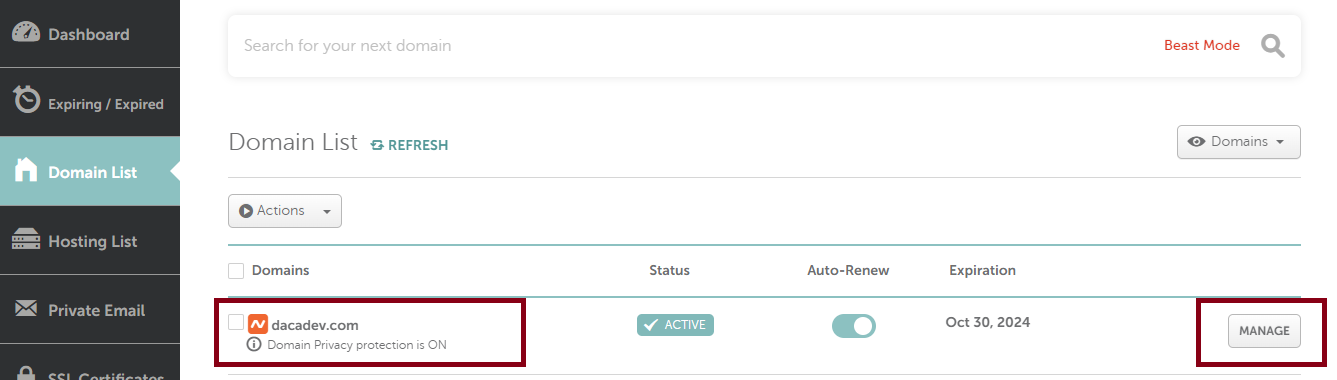 Dashboard
Expiring / Expired
Domain List
Hosting List
Private Email
SSL Certificates
Search for your next domain
Beast Mode
Domain List REFRESH
Domains
Actions
Domains Status Auto-Renew Expiration
dacadev.com ACTIVE Oct 30, 2024 MANAGE
Domain Privacy protection is ON